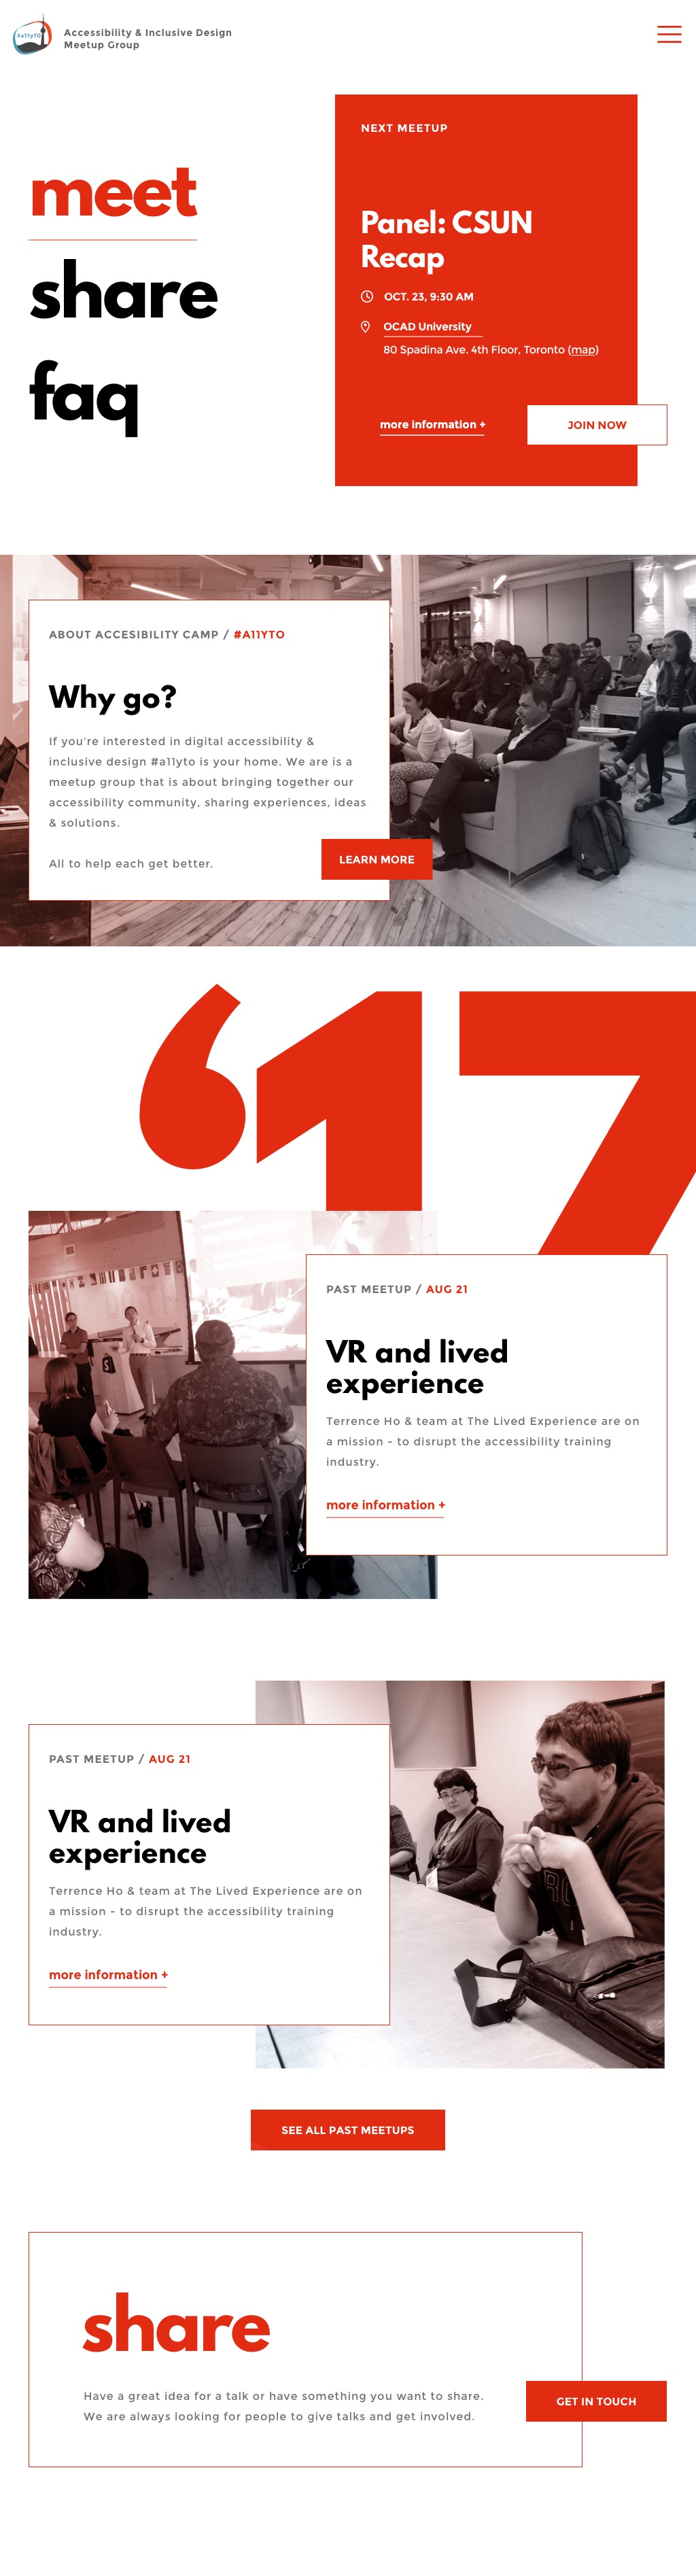 #a11yTO
Accessibility & Inclusive Design
Meetup Group
meet
share
faq
NEXT MEETUP
Panel: CSUN
Recap
OCT. 23, 9:30 AM
OCAD University
80 Spadina Ave. 4th Floor, Toronto (map)
more information +
JOIN NOW
ABOUT ACCESIBILITY CAMP / #A11YTO
Why go?
If you're interested in digital accessibility &
inclusive design #a11yto is your home. We are is a
meetup group that is about bringing together our
accessibility community, sharing experiences, ideas
& solutions.
All to help each get better.
LEARN MORE
‘17
PAST MEETUP / AUG 21
VR and lived
experience
Terrence Ho & team at The Lived Experience are on
a mission - to disrupt the accessibility training
industry.
more information +
PAST MEETUP / AUG 21
VR and lived
experience
Terrence Ho & team at The Lived Experience are on
a mission - to disrupt the accessibility training
industry.
more information +
SEE ALL PAST MEETUPS
share
Have a great idea for a talk or have something you want to share.
We are always looking for people to give talks and get involved.
GET IN TOUCH